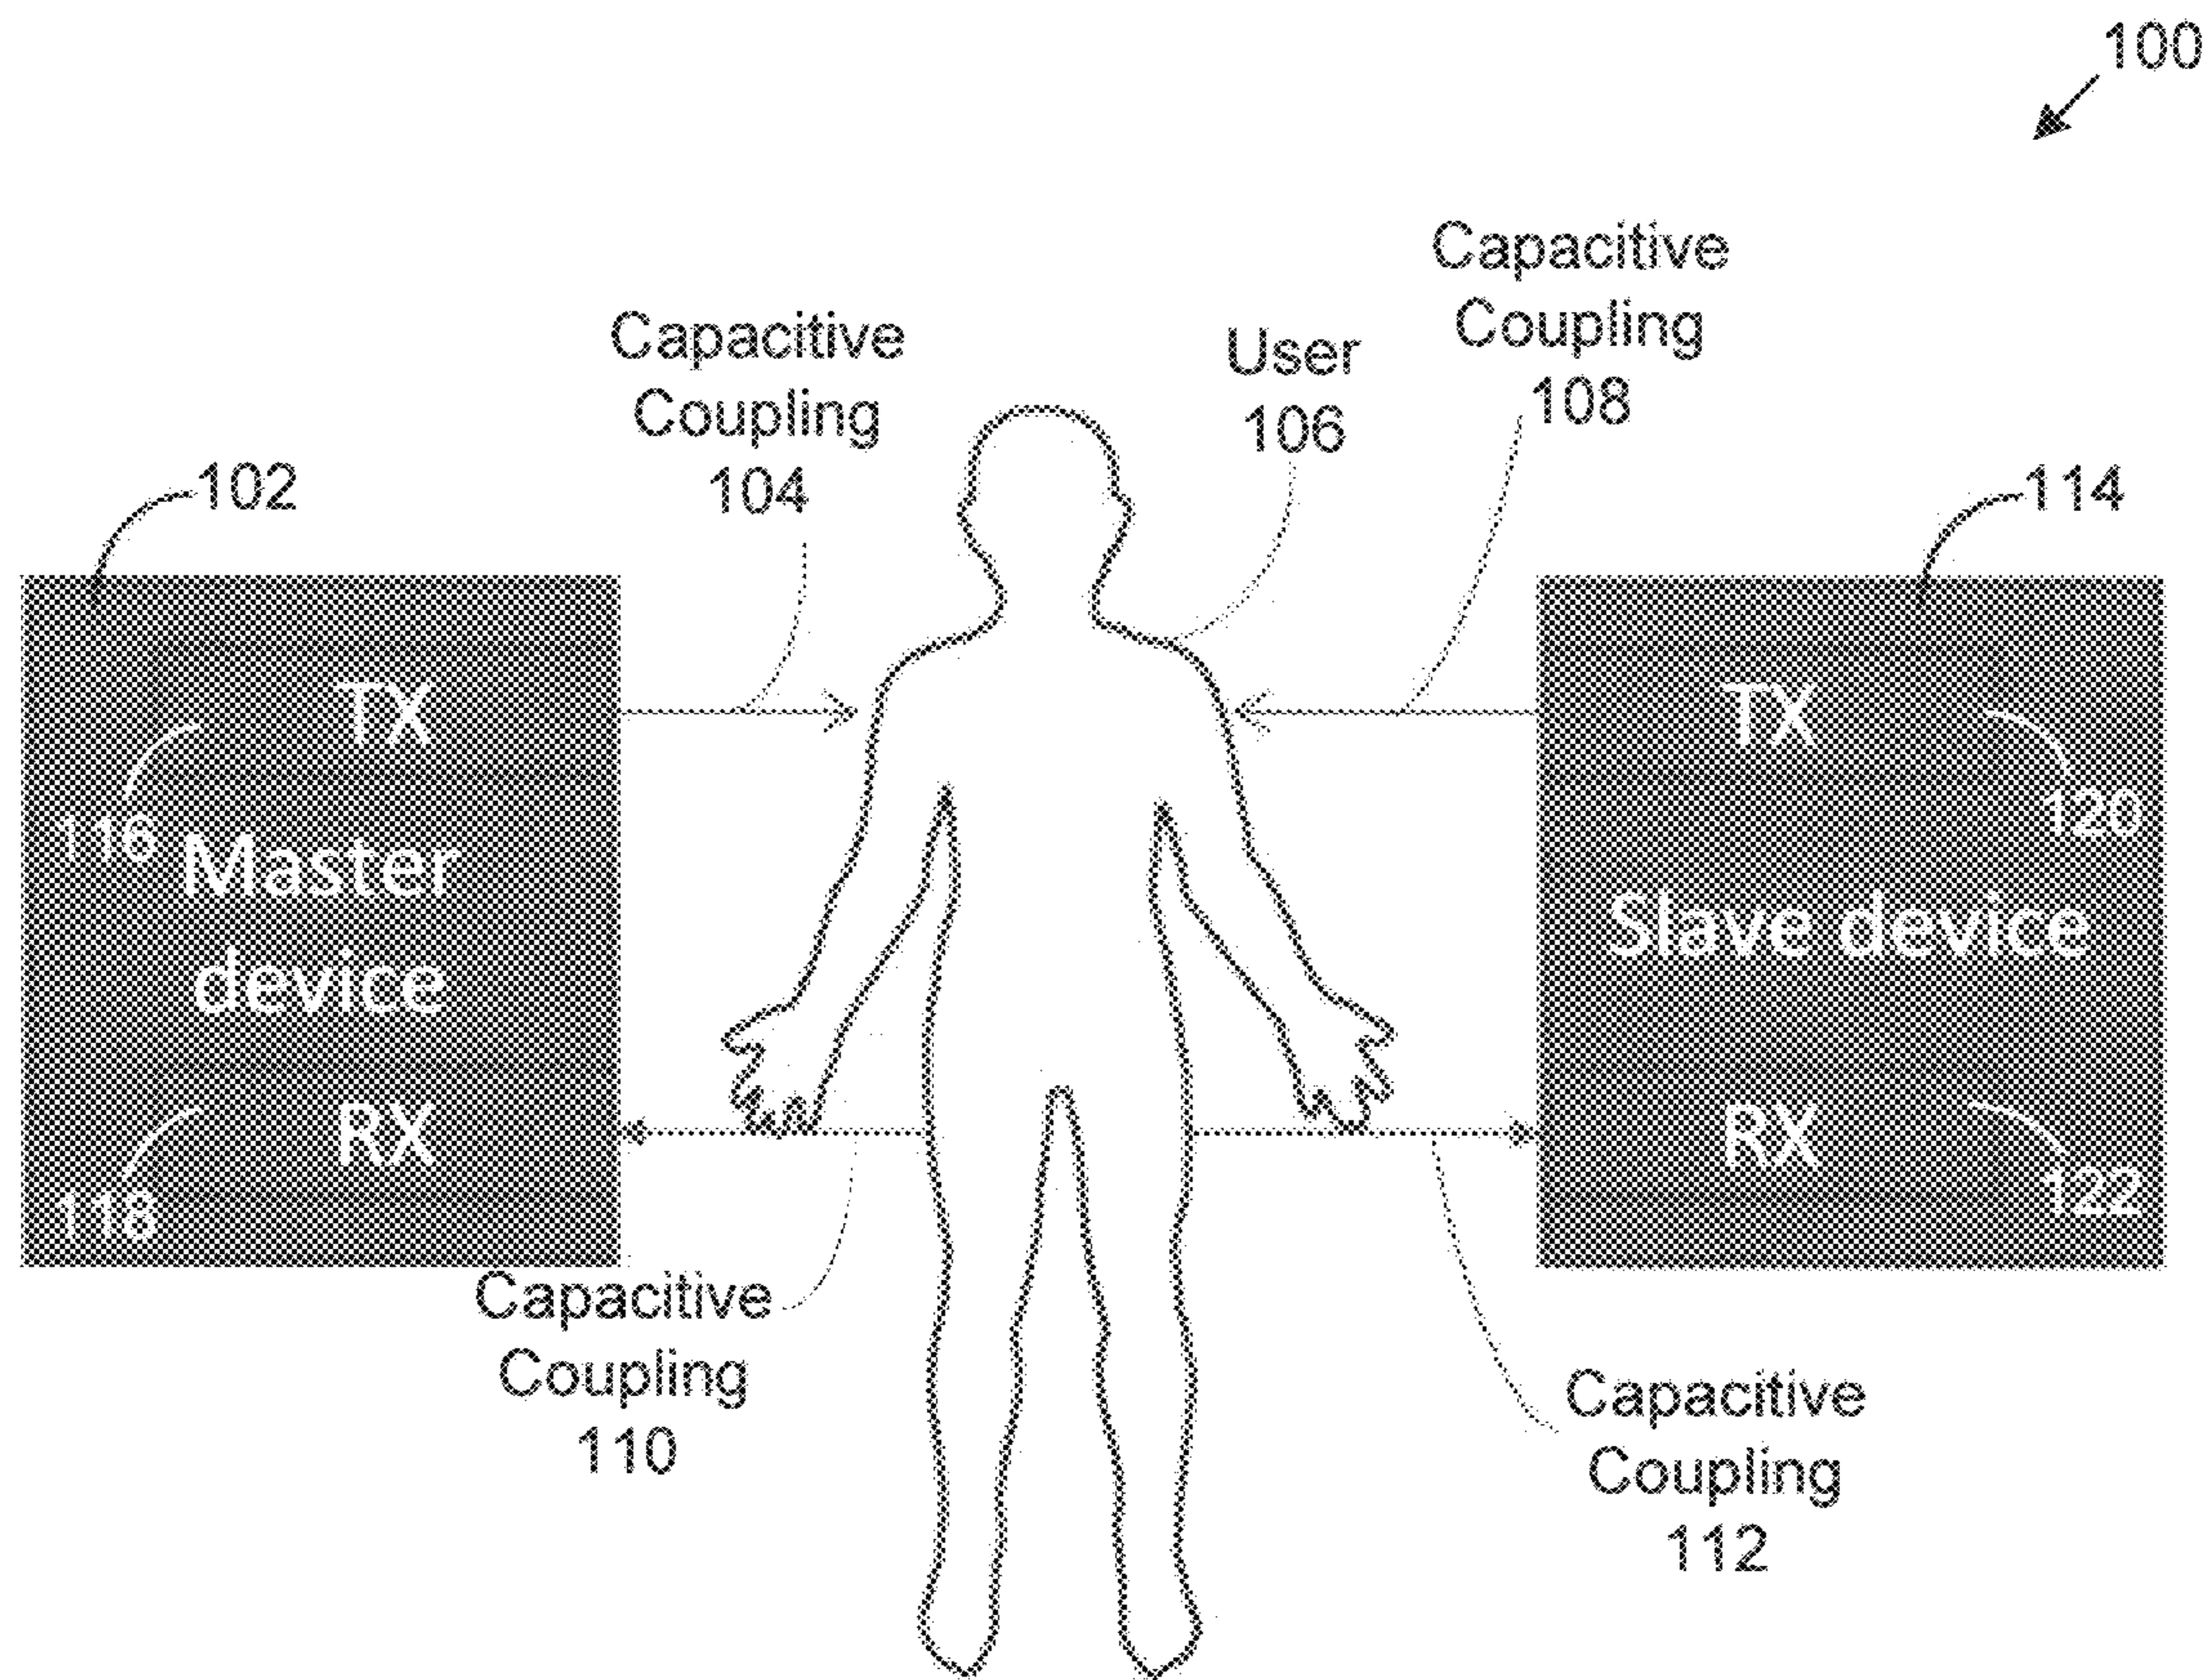 100
Capacitive
Coupling
104
User
106
Capacitive
Coupling
108
102
114
TX
116
Master
device
RX
118
TX
120
Slave device
RX
122
Capacitive
Coupling
110
Capacitive
Coupling
112